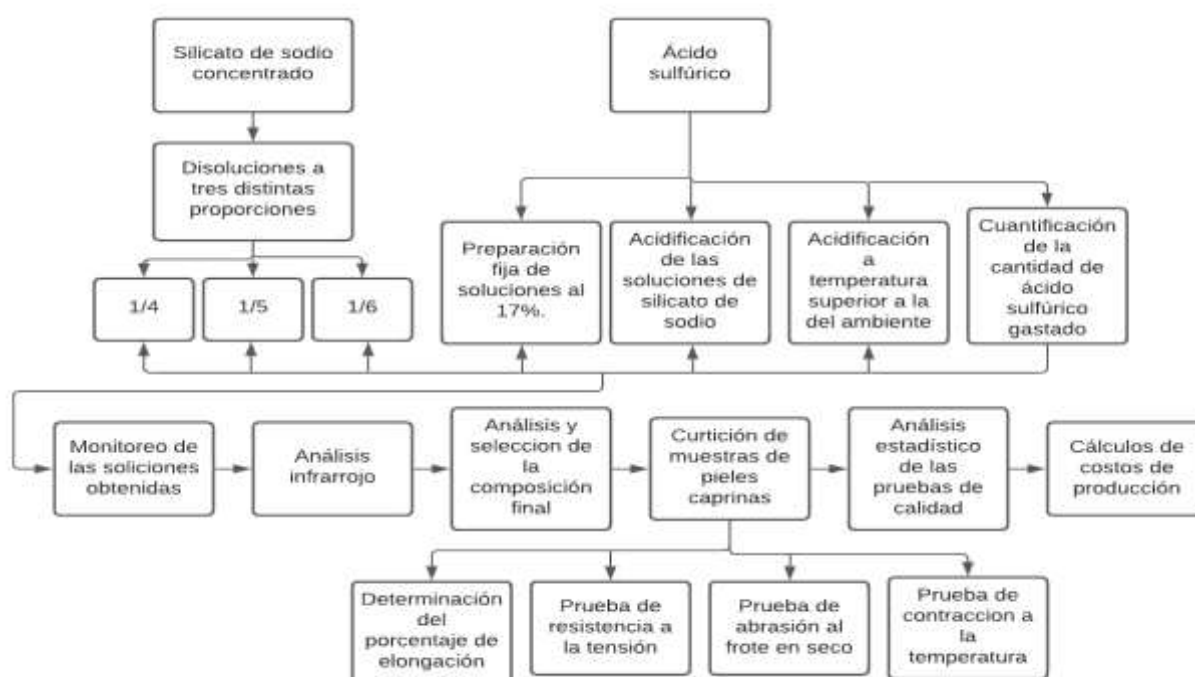 Silicato de sodio
concentrado
Ácido
sulfúrico
Disoluciones a
tres distintas
proporciones
1/4
1/5
1/6
Preparación
fija de
soluciones al
17%.
Acidificación
de las
soluciones de
silicato de
sodio
Acidificación
a
temperatura
superior a la
del ambiente
Cuantificación
de la
cantidad de
ácido
sulfúrico
gastado
Monitoreo de
las soliciones
obtenidas
Análisis
infrarrojo
Análisis y
seleccion de
la
composición
final
Curtición de
muestras de
pieles
caprinas
Análisis
estadístico
de las
pruebas de
calidad
Cálculos de
costos de
producción
Determinación
del
porcentaje de
elongación
Prueba de
resistencia a
la tensión
Prueba de
abrasión al
frote en seco
Prueba de
contraccion a
la
temperatura